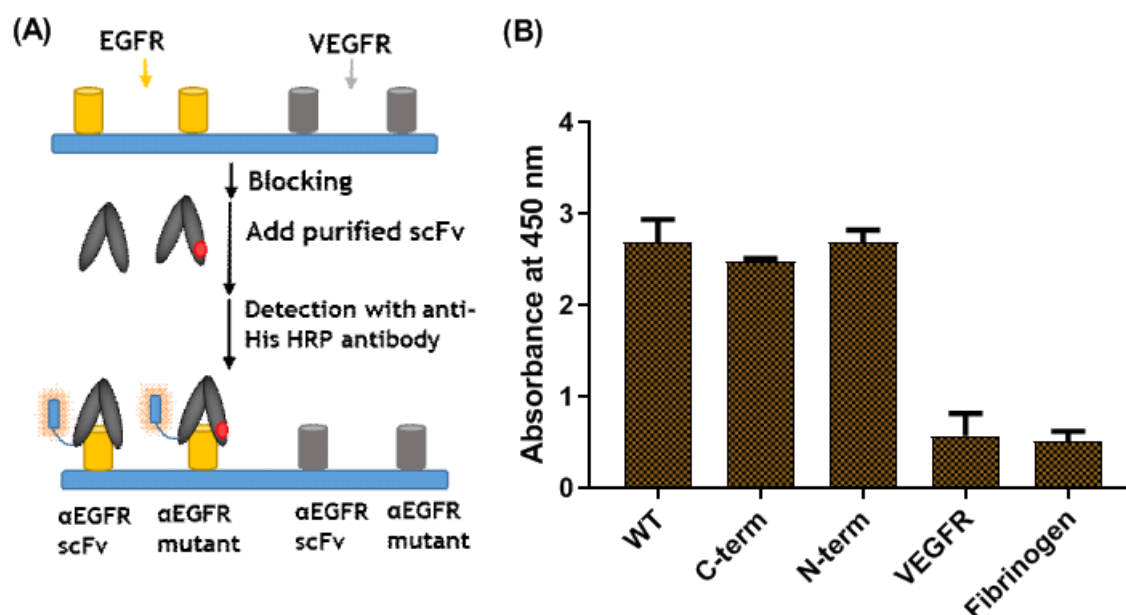 (A)
EGFR
VEGFR
Blocking
Add purified scFv
Detection with anti-
His HRP antibody
αEGFR
scFv
αEGFR
mutant
αEGFR
scFv
αEGFR
mutant
(B)
Absorbance at 450 nm
4
3
2
1
0
WT
C-term
N-term
VEGFR
Fibrinogen